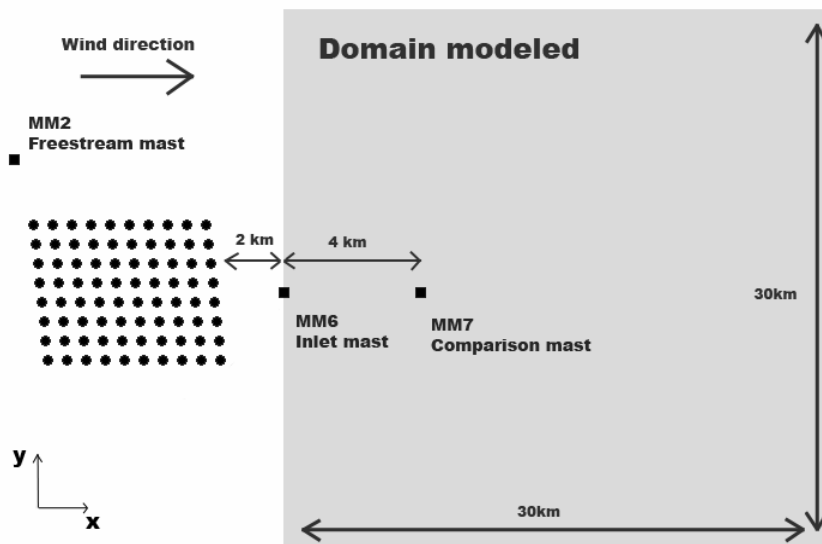 Wind direction
Domain modeled
MM2
Freestream mast
2 km
4 km
30km
MM6
Inlet mast
MM7
Comparison mast
y
x
30km